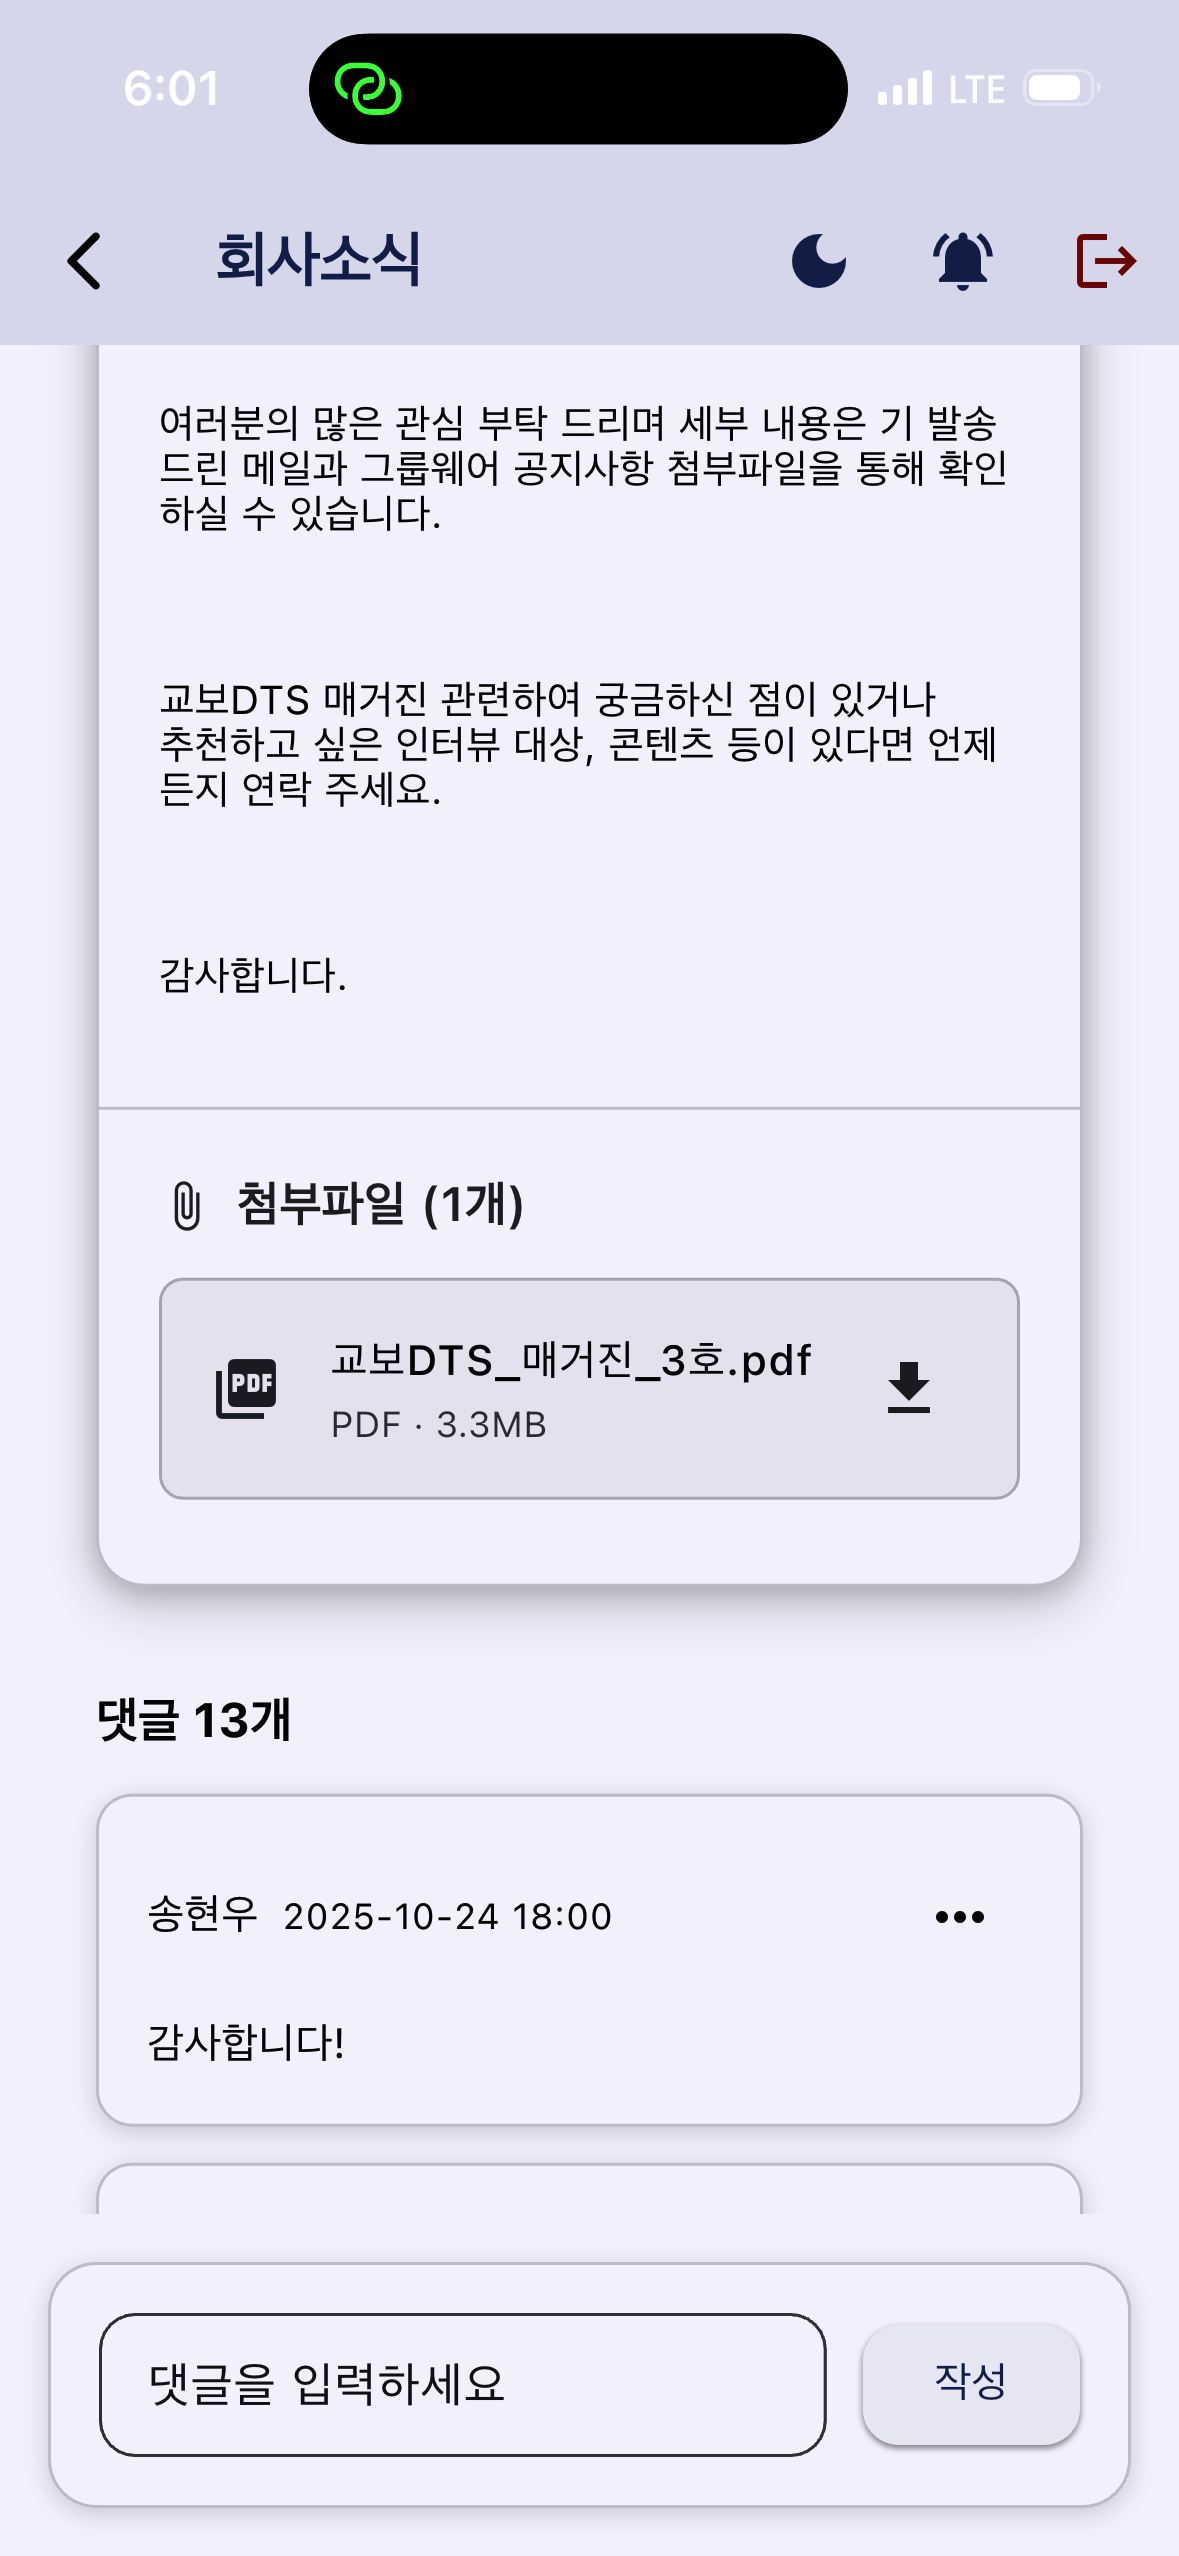 6:01
LTE
회사소식
여러분의 많은 관심 부탁 드리며 세부 내용은 기 발송
드린 메일과 그룹웨어 공지사항 첨부파일을 통해 확인
하실 수 있습니다.
교보DTS 매거진 관련하여 궁금하신 점이 있거나
추천하고 싶은 인터뷰 대상, 콘텐츠 등이 있다면 언제
든지 연락 주세요.
감사합니다.
첨부파일 (1개)
PDF
교보DTS_매거진_3호.pdf
PDF · 3.3MB
댓글 13개
송현우 2025-10-24 18:00
감사합니다!
댓글을 입력하세요
작성